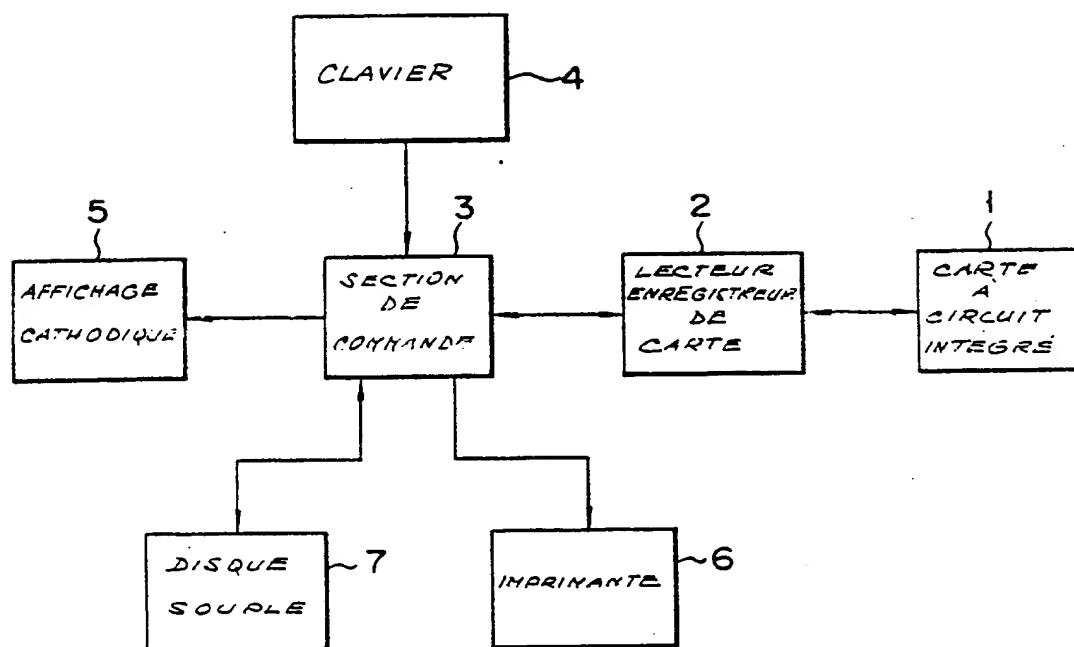 CLAVIER
4
5
3
2
1
AFFICHAGE
CATHODIQUE
SECTION
DE
COMMANDE
LECTEUR
ENREGISTREUR
DE
CARTE
CARTE
À
CIRCUIT
INTÉGRÉ
DISQUE
SOUPLE
7
IMPRIMANTE
6